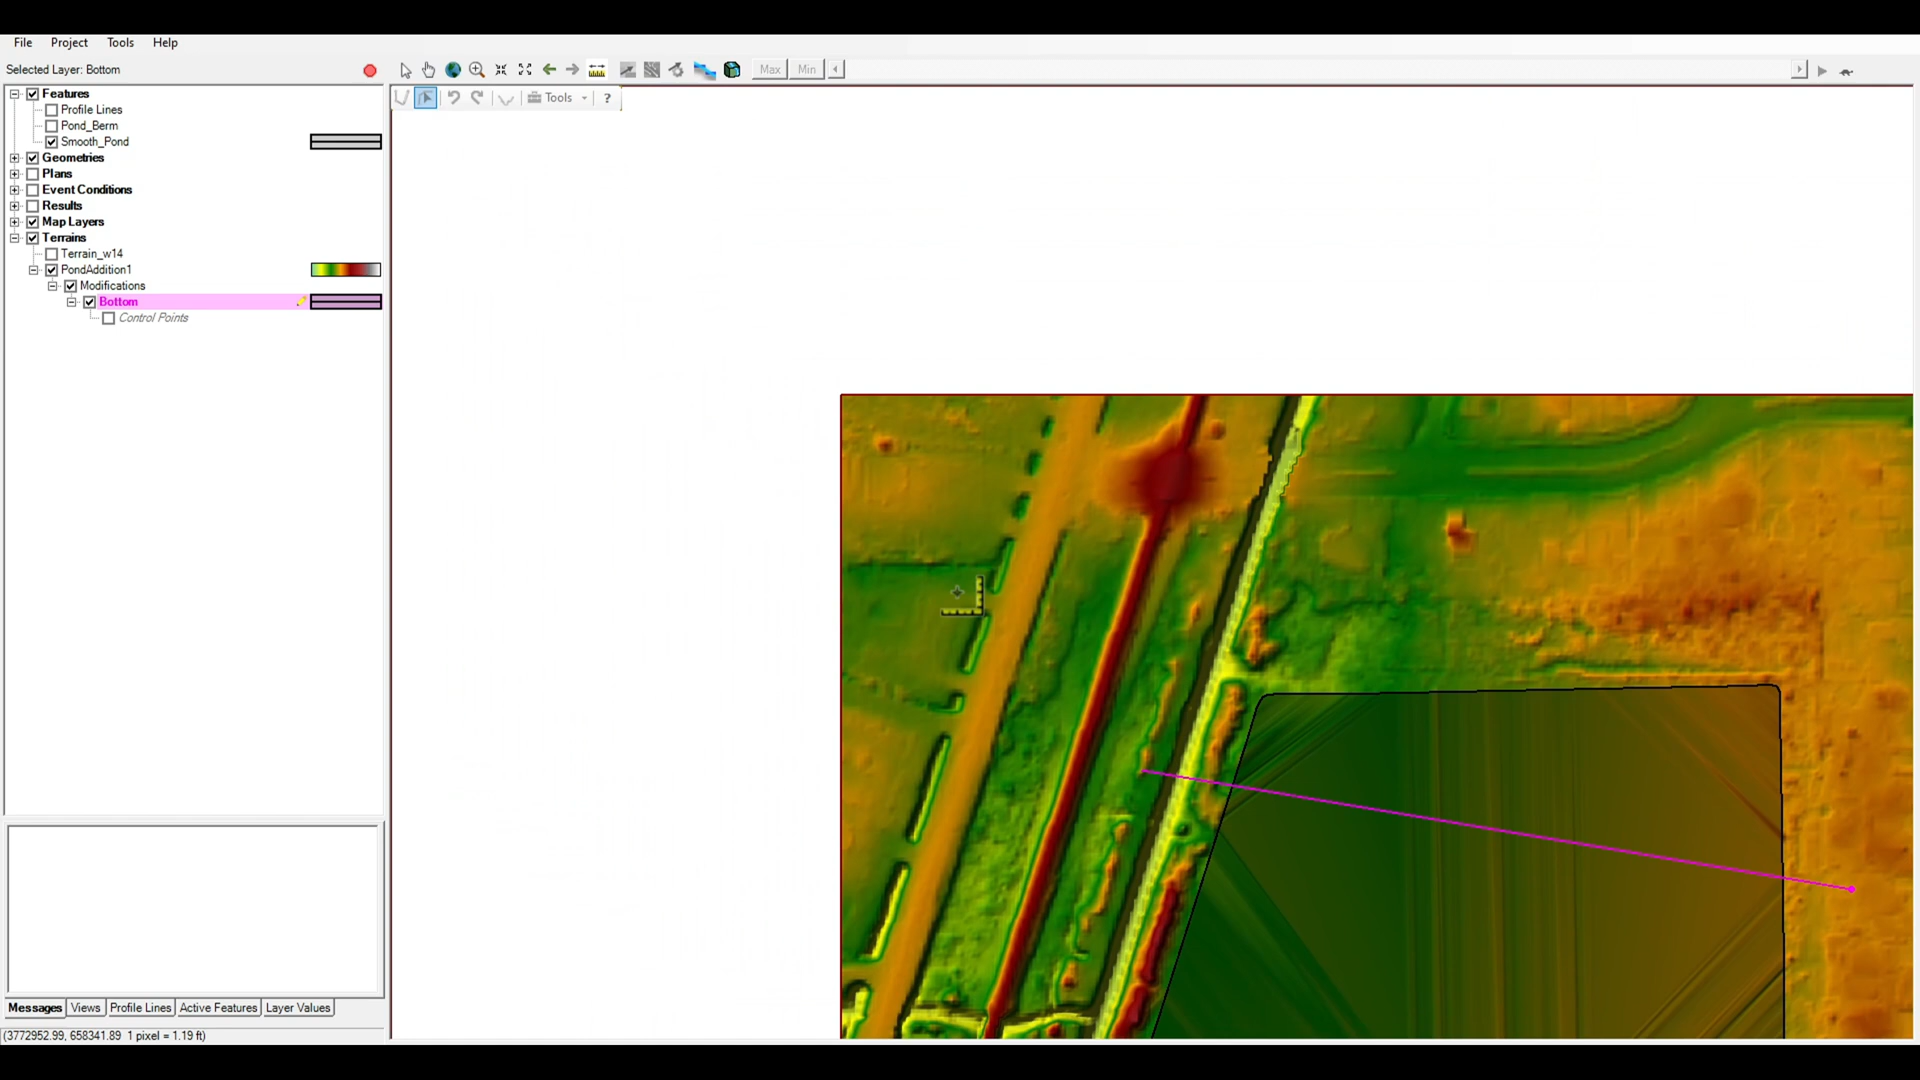 File Project Tools Help
Selected Layer: Bottom
Max Min
Tools ?
Features
Profile Lines
Pond_Berm
Smooth_Pond
Geometries
Plans
Event Conditions
Results
Map Layers
Terrains
Terrain_w14
PondAddition1
Modifications
Bottom
Control Points
Messages Views Profile Lines Active Features Layer Values
(3772952.99, 658341.89 1 pixel = 1.19 ft)